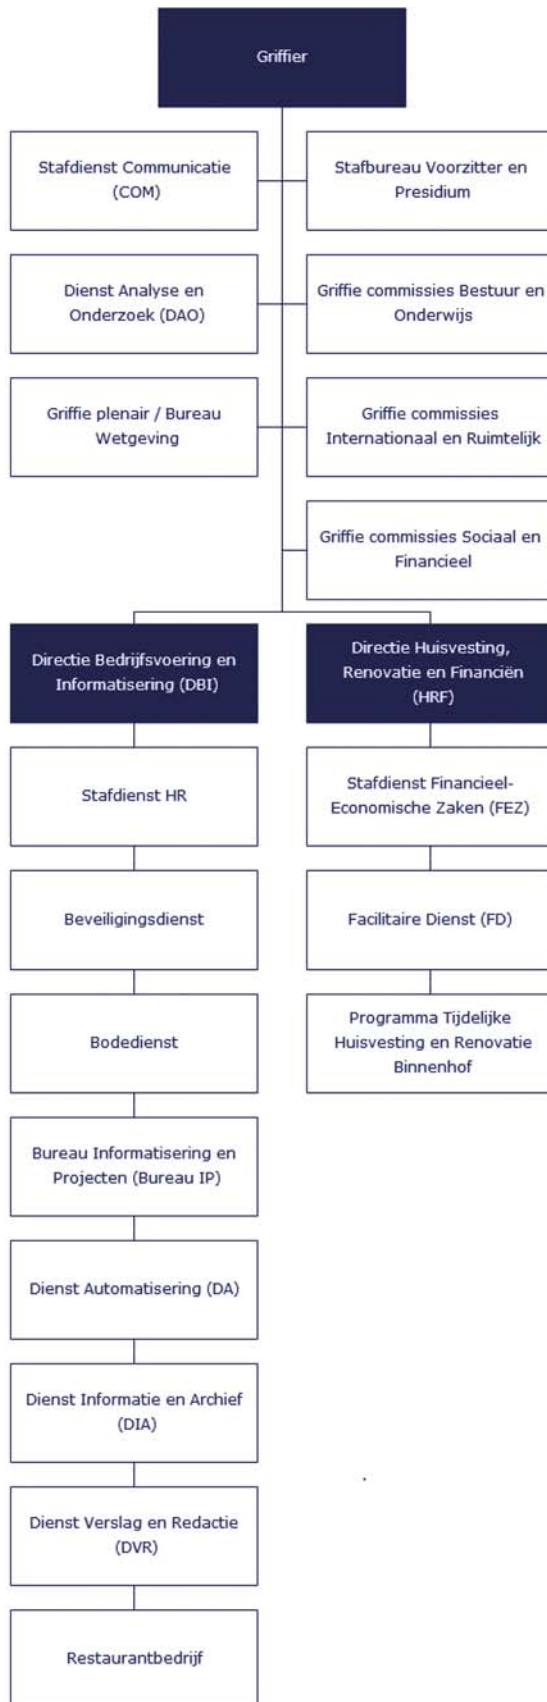 Griffier
Stafdienst Communicatie
(COM)
Stafbureau Voorzitter en
Presidium
Dienst Analyse en
Onderzoek (DAO)
Griffie commissies Bestuur en
Onderwijs
Griffie plenair / Bureau
Wetgeving
Griffie commissies
Internationaal en Ruimtelijk
Griffie commissies Sociaal en
Financieel
Directie Bedrijfsvoering en
Informatisering (DBI)
Directie Huisvesting,
Renovatie en Financiën
(HRF)
Stafdienst HR
Stafdienst Financieel-
Economische Zaken (FEZ)
Beveiligingsdienst
Facilitaire Dienst (FD)
Bodedienst
Programma Tijdelijke
Huisvesting en Renovatie
Binnenhof
Bureau Informatisering en
Projecten (Bureau IP)
Dienst Automatisering (DA)
Dienst Informatie en Archief
(DIA)
Dienst Verslag en Redactie
(DVR)
Restaurantbedrijf